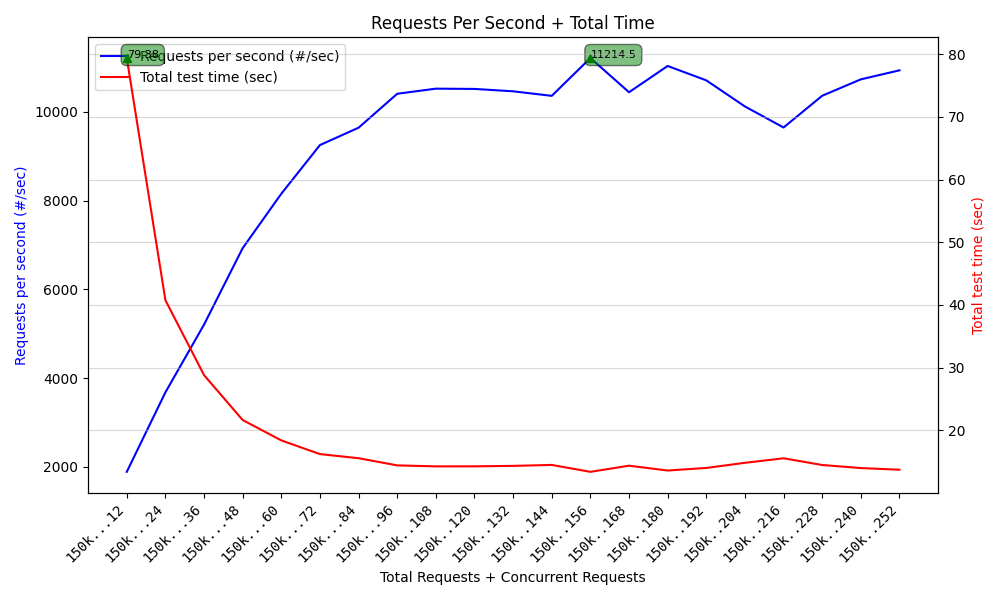 Requests Per Second + Total Time
79.38
Requests per second (#/sec)
Total test time (sec)
11214.5
Requests per second (#/sec)
10000
8000
6000
4000
2000
80
70
60
50
40
30
20
Total test time (sec)
150k...12
150k...24
150k...36
150k...48
150k...60
150k...72
150k...84
150k...96
150k..108
150k..120
150k..132
150k..144
150k..156
150k..168
150k..180
150k..192
150k..204
150k..216
150k..228
150k..240
150k..252
Total Requests + Concurrent Requests